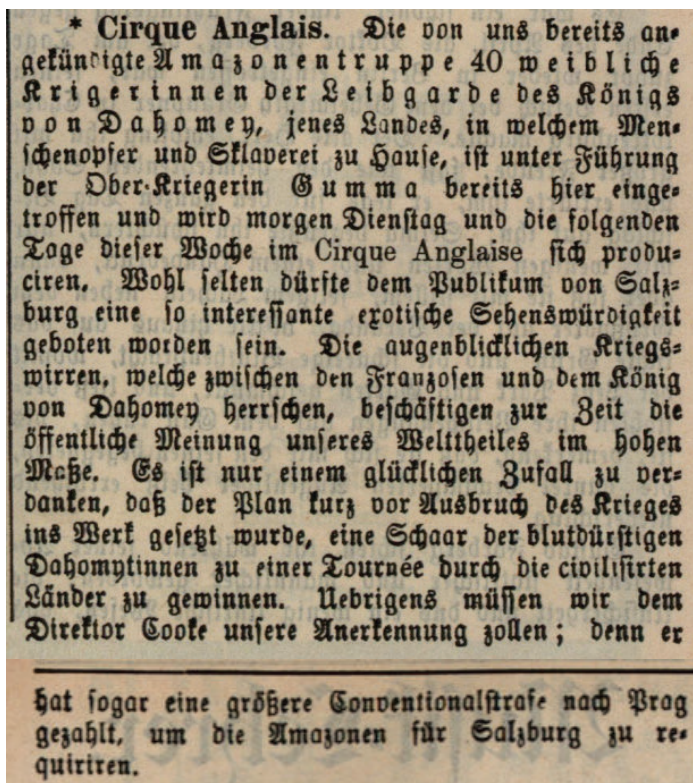 * Cirque Anglais. Die von uns bereits an-
gekündigte Amazonentruppe 40 weibliche
Krigerinnen der Leibgarde des Königs
von Dahomey, jenes Landes, in welchem Men-
schenopfer und Sklaverei zu Hause, ist unter Führung
der Ober-Kriegerin Gumma bereits hier einge-
troffen und wird morgen Dienstag und die folgenden
Tage dieser Woche im Cirque Anglaise sich produ-
ciren. Wohl selten dürfte dem Publikum von Salz-
burg eine so interessante exotische Sehenswürdigkeit
geboten worden sein. Die augenblicklichen Kriegs-
wirren, welche zwischen den Franzosen und dem König
von Dahomey herrschen, beschäftigen zur Zeit die
öffentliche Meinung unseres Welttheiles im hohen
Maße. Es ist nur einem glücklichen Zufall zu ver-
danken, daß der Plan kurz vor Ausbruch des Krieges
ins Werk gesetzt wurde, eine Schaar der blutdürstigen
Dahomytinnen zu einer Tournée durch die civilisirten
Länder zu gewinnen. Uebrigens müssen wir dem
Direktor Cooke unsere Anerkennung zollen; denn er
hat sogar eine größere Conventionalstrafe nach Prag
gezahlt, um die Amazonen für Salzburg zu re-
quiriren.